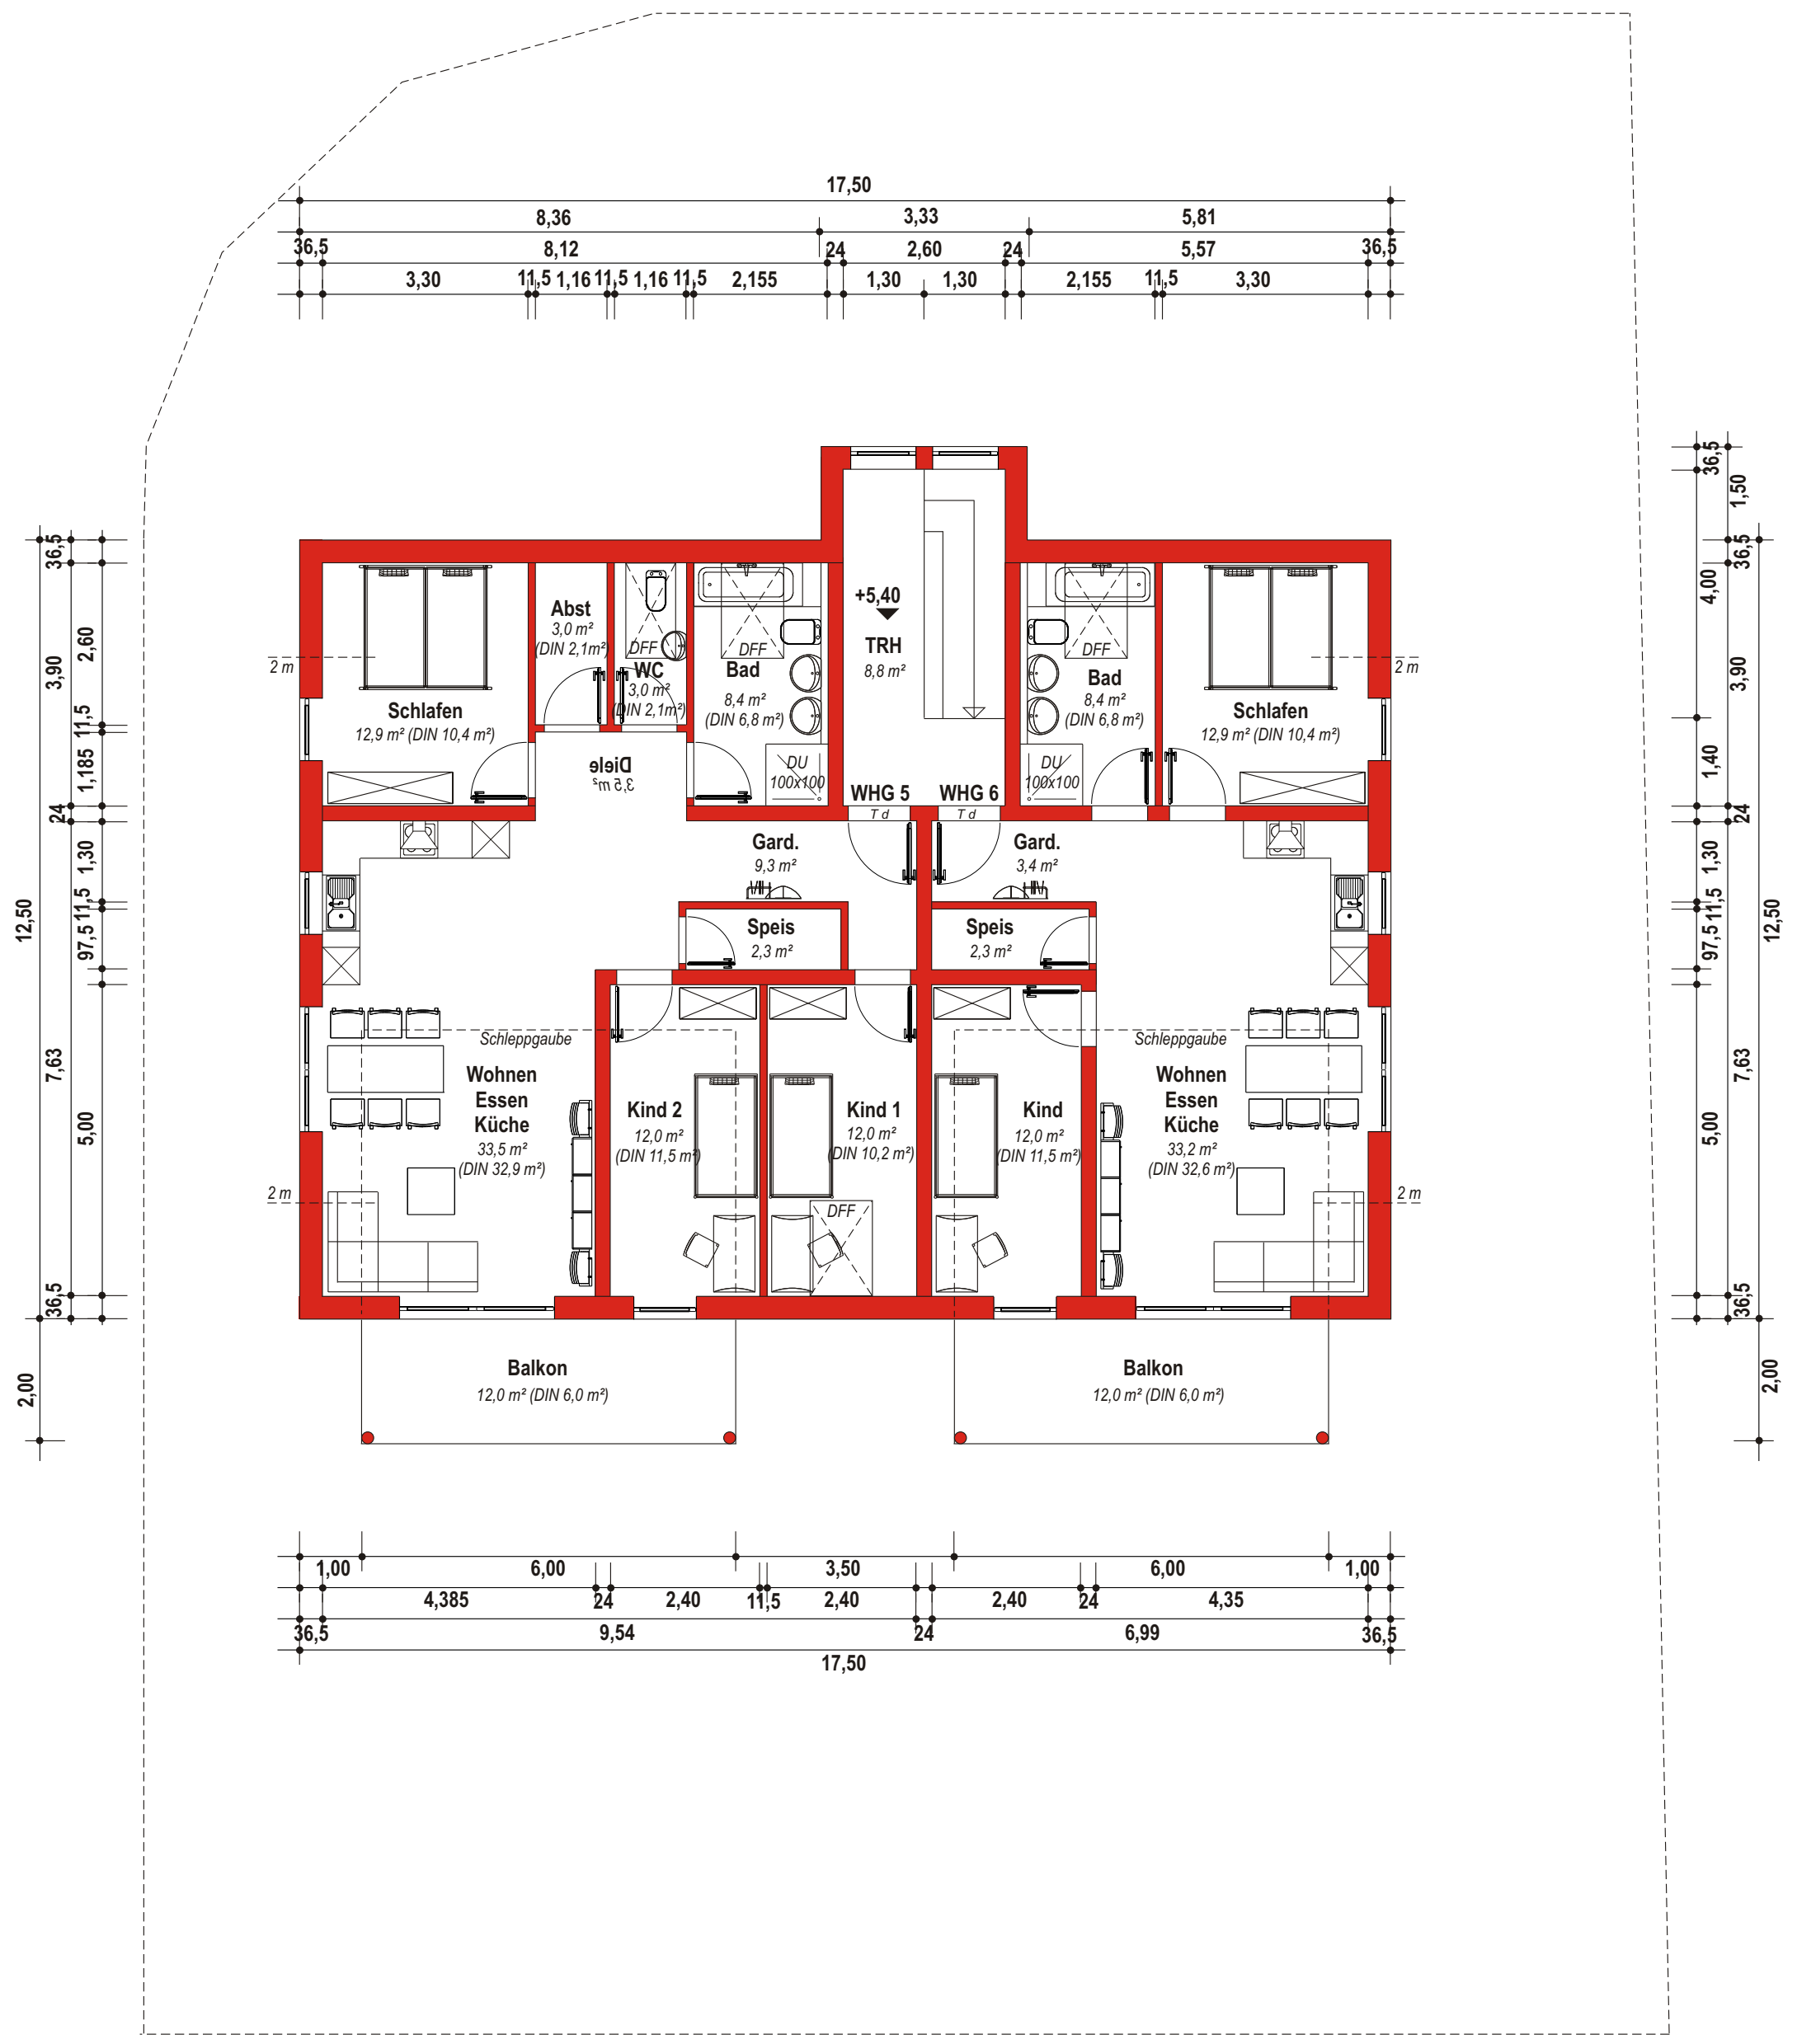 17,50
8,36 3,33 5,81
36,5 8,12 24 2,60 24 5,57 36,5
3,30 11,5 1,16 11,5 1,16 11,5 2,155 1,30 1,30 2,155 11,5 3,30
36,5
1,50
36,5
4,00
3,90
1,40
24
1,30
11,5
97,5
12,50
7,63
5,00
36,5
2,00
36,5
2,60
3,90
11,5
1,185
24
1,30
11,5
97,5
12,50
7,63
5,00
36,5
2,00
2 m
Schlafen
12,9 m² (DIN 10,4 m²)
Abst
3,0 m²
(DIN 2,1m²)
DFF
WC
3,0 m²
(DIN 2,1m²)
DFF
Bad
8,4 m²
(DIN 6,8 m²)
DU
100x100
Diele
3,5 m²
+5,40
TRH
8,8 m²
WHG 5 WHG 6
T d T d
DFF
Bad
8,4 m²
(DIN 6,8 m²)
DU
100x100
Schlafen
12,9 m² (DIN 10,4 m²)
2 m
Gard.
9,3 m²
Gard.
3,4 m²
Speis
2,3 m²
Speis
2,3 m²
Schleppgaube
Wohnen
Essen
Küche
33,5 m²
(DIN 32,9 m²)
2 m
Kind 2
12,0 m²
(DIN 11,5 m²)
Kind 1
12,0 m²
(DIN 10,2 m²)
DFF
Kind
12,0 m²
(DIN 11,5 m²)
Schleppgaube
Wohnen
Essen
Küche
33,2 m²
(DIN 32,6 m²)
2 m
Balkon
12,0 m² (DIN 6,0 m²)
Balkon
12,0 m² (DIN 6,0 m²)
1,00 6,00 3,50 6,00 1,00
4,385 24 2,40 11,5 2,40 2,40 24 4,35
36,5 9,54 24 6,99 36,5
17,50